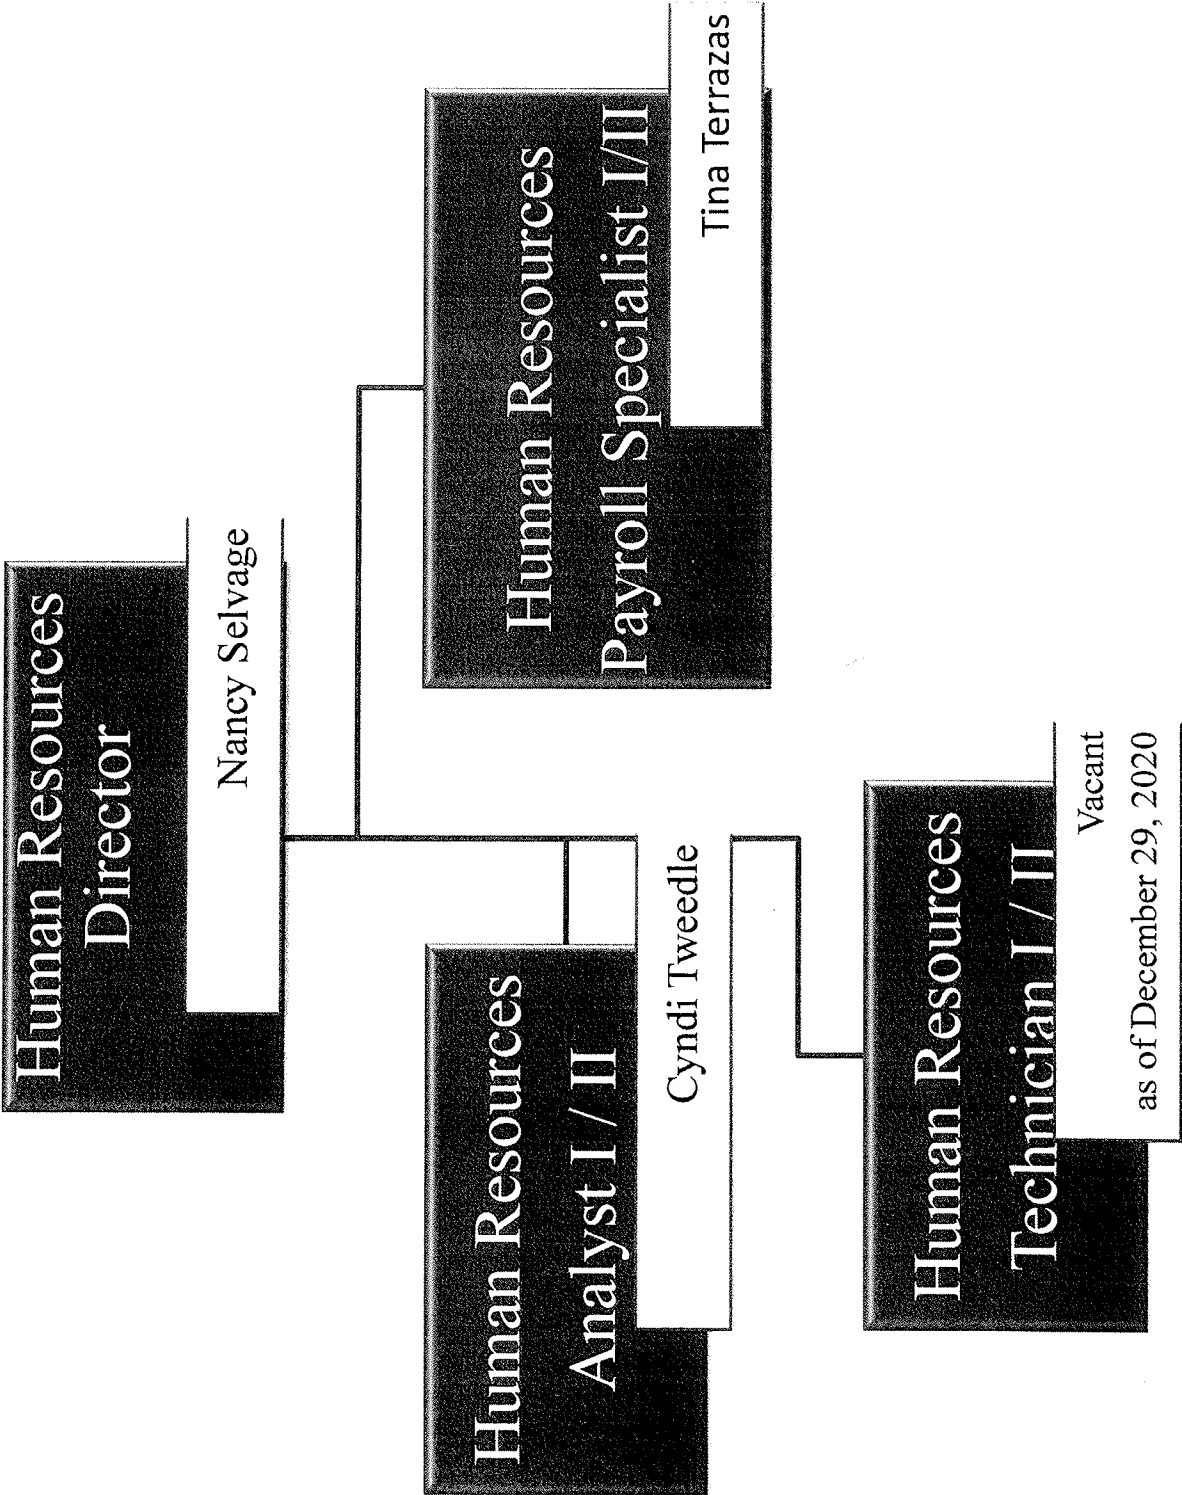 Human Resources
Director
Nancy Selvage
Human Resources
Analyst I / II
Cyndi Tweedle
Human Resources
Payroll Specialist I/II
Tina Terrazas
Human Resources
Technician I / II
Vacant
as of December 29, 2020